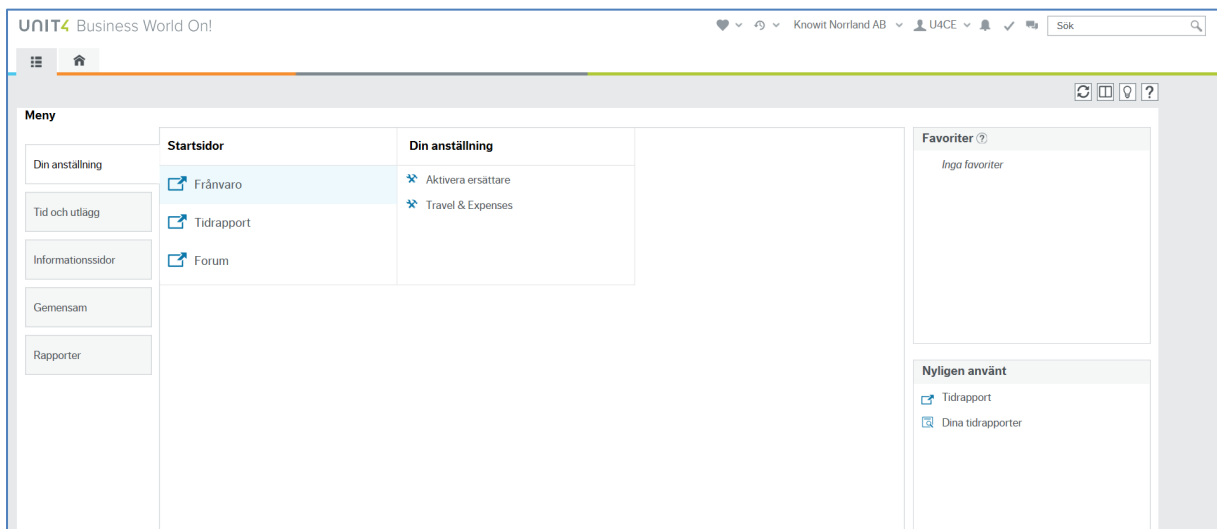 UNIT4 Business World On!
Knowit Norrland AB
U4CE
Sök
Meny
Din anställning
Tid och utlägg
Informationssidor
Gemensam
Rapporter
Startsidor
Frånvaro
Tidrapport
Forum
Din anställning
Aktivera ersättare
Travel & Expenses
Favoriter ?
Inga favoriter
Nyligen använt
Tidrapport
Dina tidrapporter